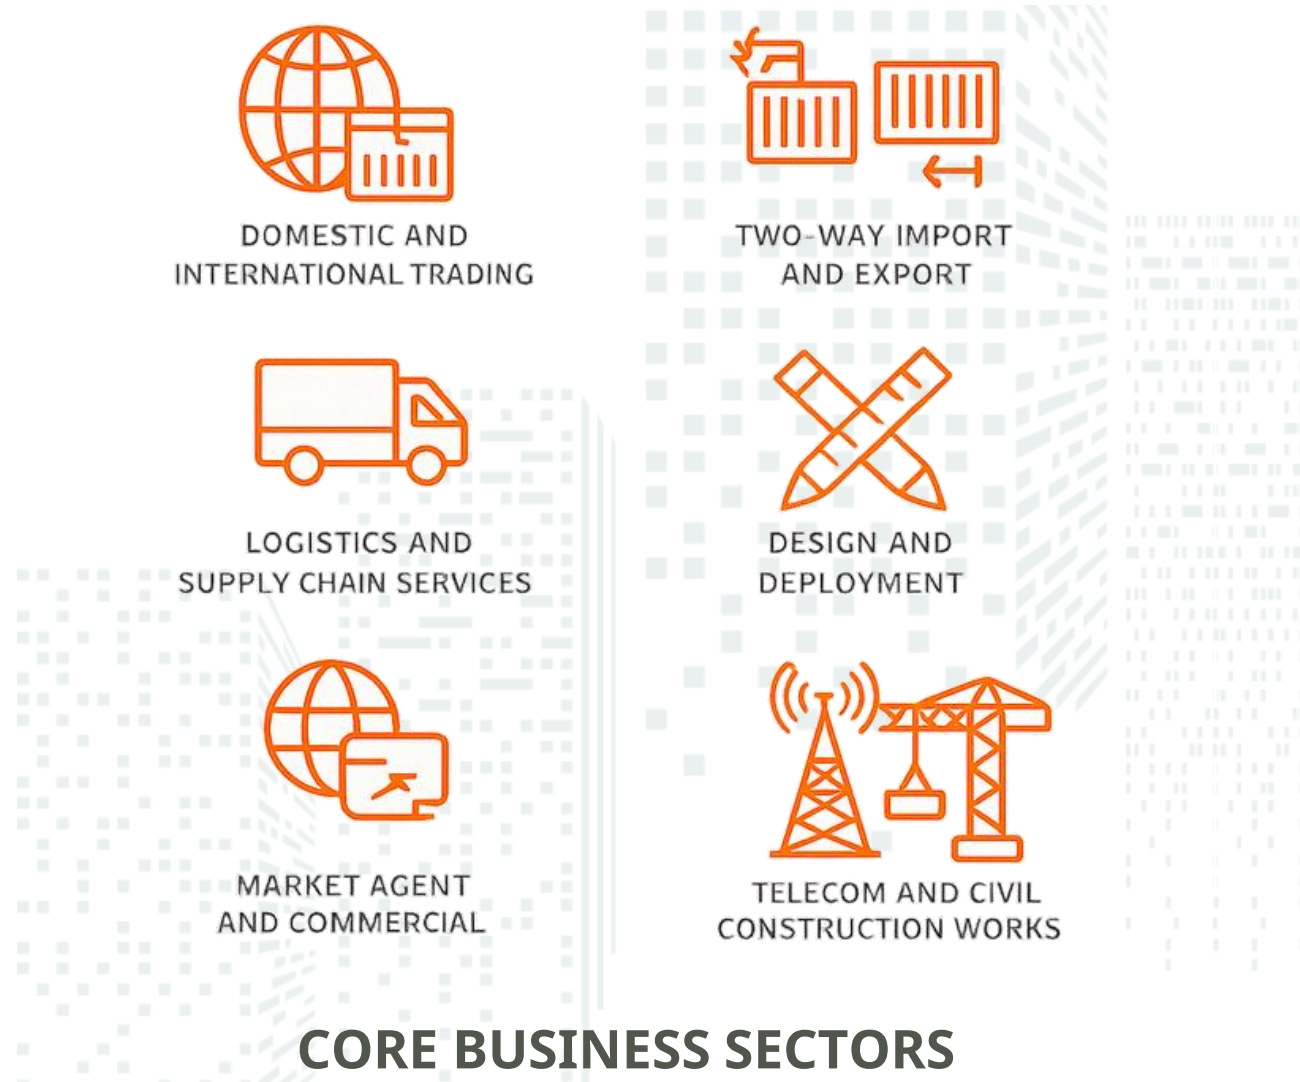 DOMESTIC AND
INTERNATIONAL TRADING
TWO-WAY IMPORT
AND EXPORT
LOGISTICS AND
SUPPLY CHAIN SERVICES
DESIGN AND
DEPLOYMENT
MARKET AGENT
AND COMMERCIAL
TELECOM AND CIVIL
CONSTRUCTION WORKS
CORE BUSINESS SECTORS